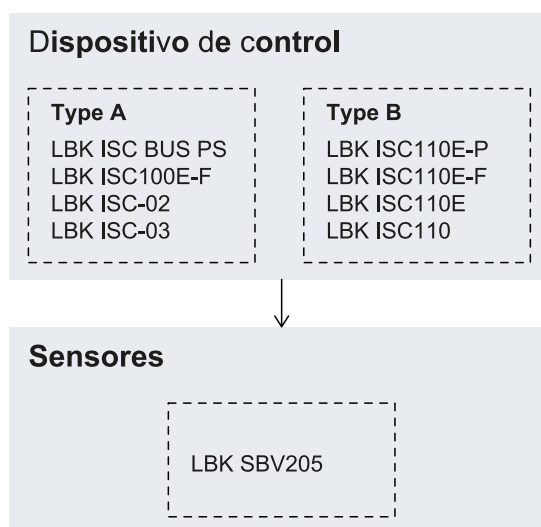 Dispositivo de control
Type A
LBK ISC BUS PS
LBK ISC100E-F
LBK ISC-02
LBK ISC-03
Type B
LBK ISC110E-P
LBK ISC110E-F
LBK ISC110E
LBK ISC110
Sensores
LBK SBV205